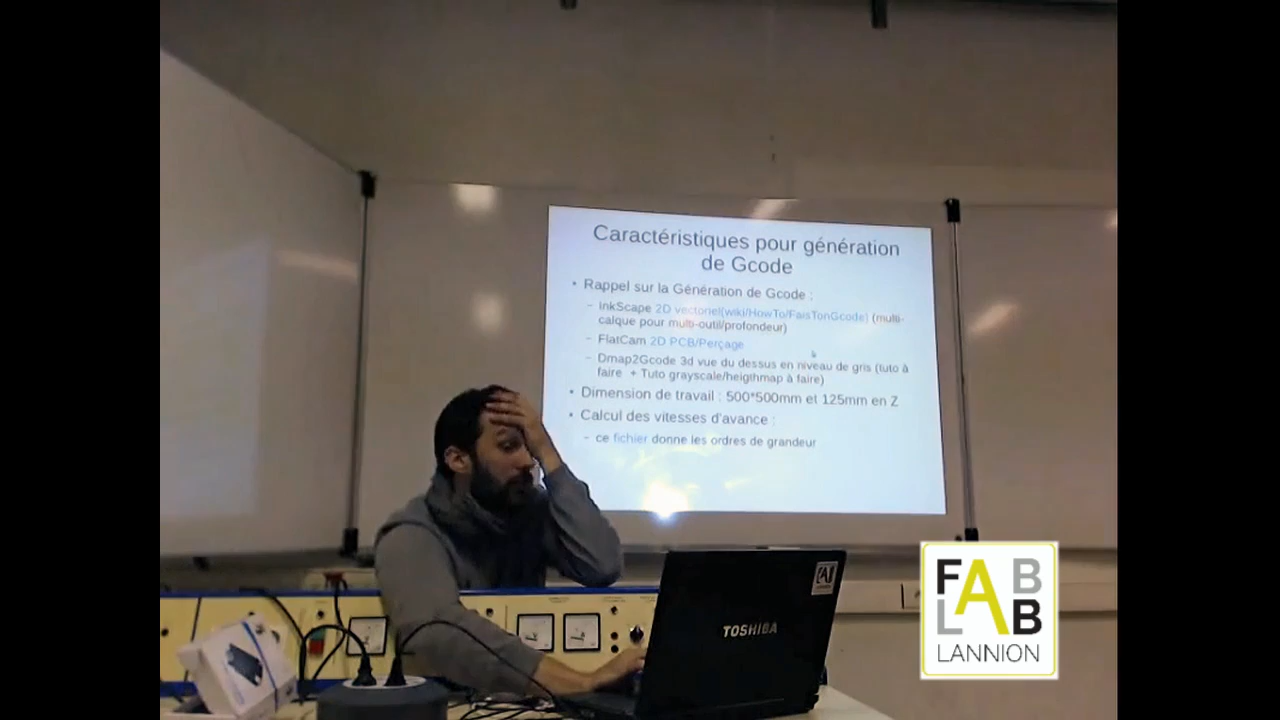 Caractéristiques pour génération
de Gcode
• Rappel sur la Génération de Gcode :
– InkScape 2D vectoriel(wiki/HowTo/FaisTonGcode) (multi-
calque pour multi-outil/profondeur)
– FlatCam 2D PCB/Perçage
– Dmap2Gcode 3d vue du dessus en niveau de gris (tuto à
faire + Tuto grayscale/heigthmap à faire)
• Dimension de travail : 500*500mm et 125mm en Z
• Calcul des vitesses d'avance :
– ce fichier donne les ordres de grandeur
TOSHIBA
FAB
LAB
LANNION